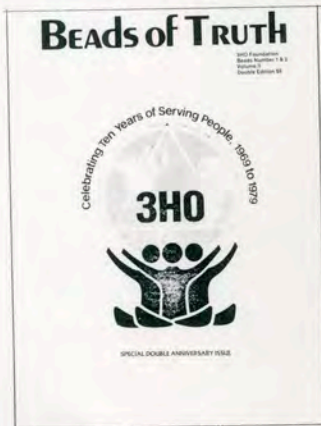 BEADS of TRUTH
3HO Foundation
Beads Number 1 & 2
Volume 3
Double Edition $5
Celebrating Ten Years of Serving People, 1969 to 1979
3HO
SPECIAL DOUBLE ANNIVERSARY ISSUE